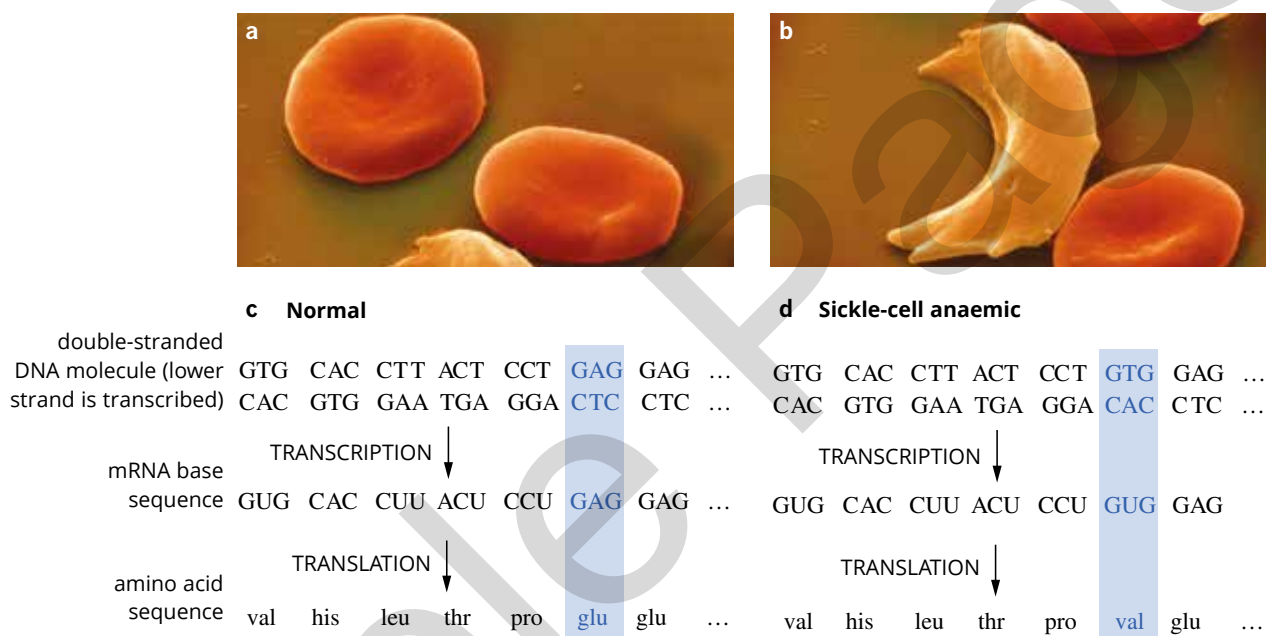 a
b
c Normal
d Sickle-cell anaemic
double-stranded
DNA molecule (lower
strand is transcribed)
GTG CAC CTT ACT CCT GAG GAG ...
CAC GTG GAA TGA GGA CTC CTC ...
GTG CAC CTT ACT CCT GTG GAG ...
CAC GTG GAA TGA GGA CAC CTC ...
TRANSCRIPTION
TRANSCRIPTION
mRNA base
sequence
GUG CAC CUU ACU CCU GAG GAG ...
GUG CAC CUU ACU CCU GUG GAG
TRANSLATION
TRANSLATION
amino acid
sequence
val his leu thr pro glu glu ...
val his leu thr pro val glu ...